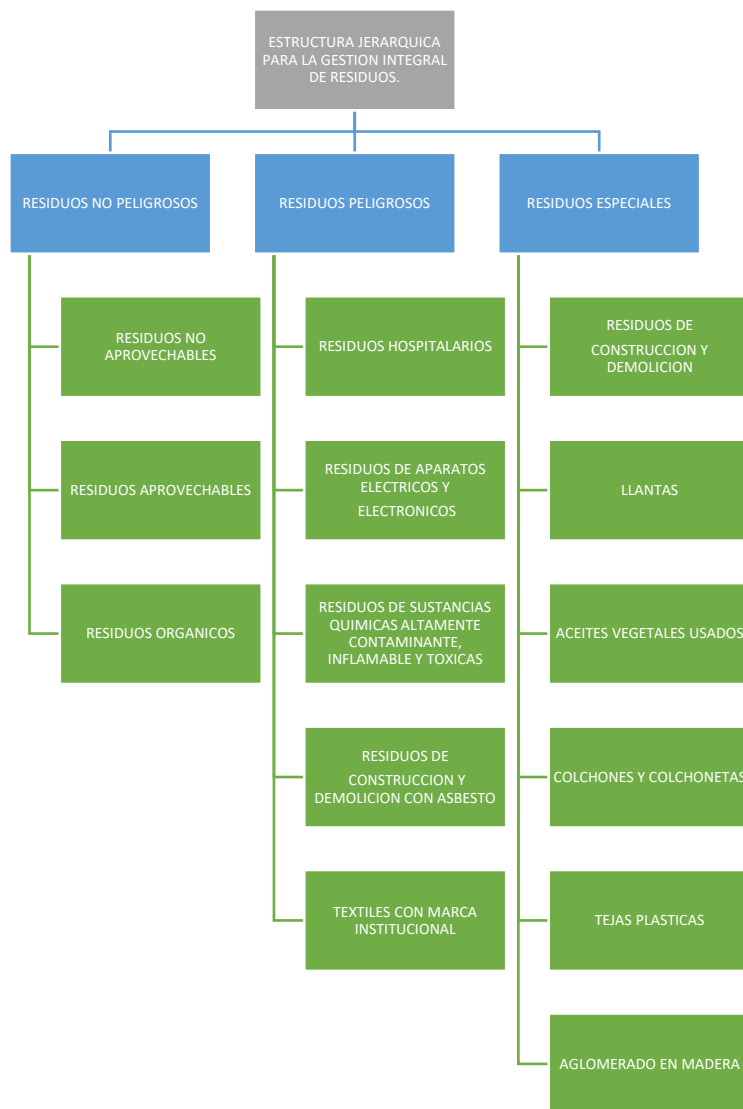 ESTRUCTURA JERARQUICA
PARA LA GESTION INTEGRAL
DE RESIDUOS.
RESIDUOS NO PELIGROSOS
RESIDUOS NO
APROVECHABLES
RESIDUOS APROVECHABLES
RESIDUOS ORGANICOS
RESIDUOS PELIGROSOS
RESIDUOS HOSPITALARIOS
RESIDUOS DE APARATOS
ELECTRICOS Y
ELECTRONICOS
RESIDUOS DE SUSTANCIAS
QUIMICAS ALTAMENTE
CONTAMINANTE,
INFLAMABLE Y TOXICAS
RESIDUOS DE
CONSTRUCCION Y
DEMOLICION CON ASBESTO
TEXTILES CON MARCA
INSTITUCIONAL
RESIDUOS ESPECIALES
RESIDUOS DE
CONSTRUCCION Y
DEMOLICION
LLANTAS
ACEITES VEGETALES USADOS
COLCHONES Y COLCHONETAS
TEJAS PLASTICAS
AGLOMERADO EN MADERA